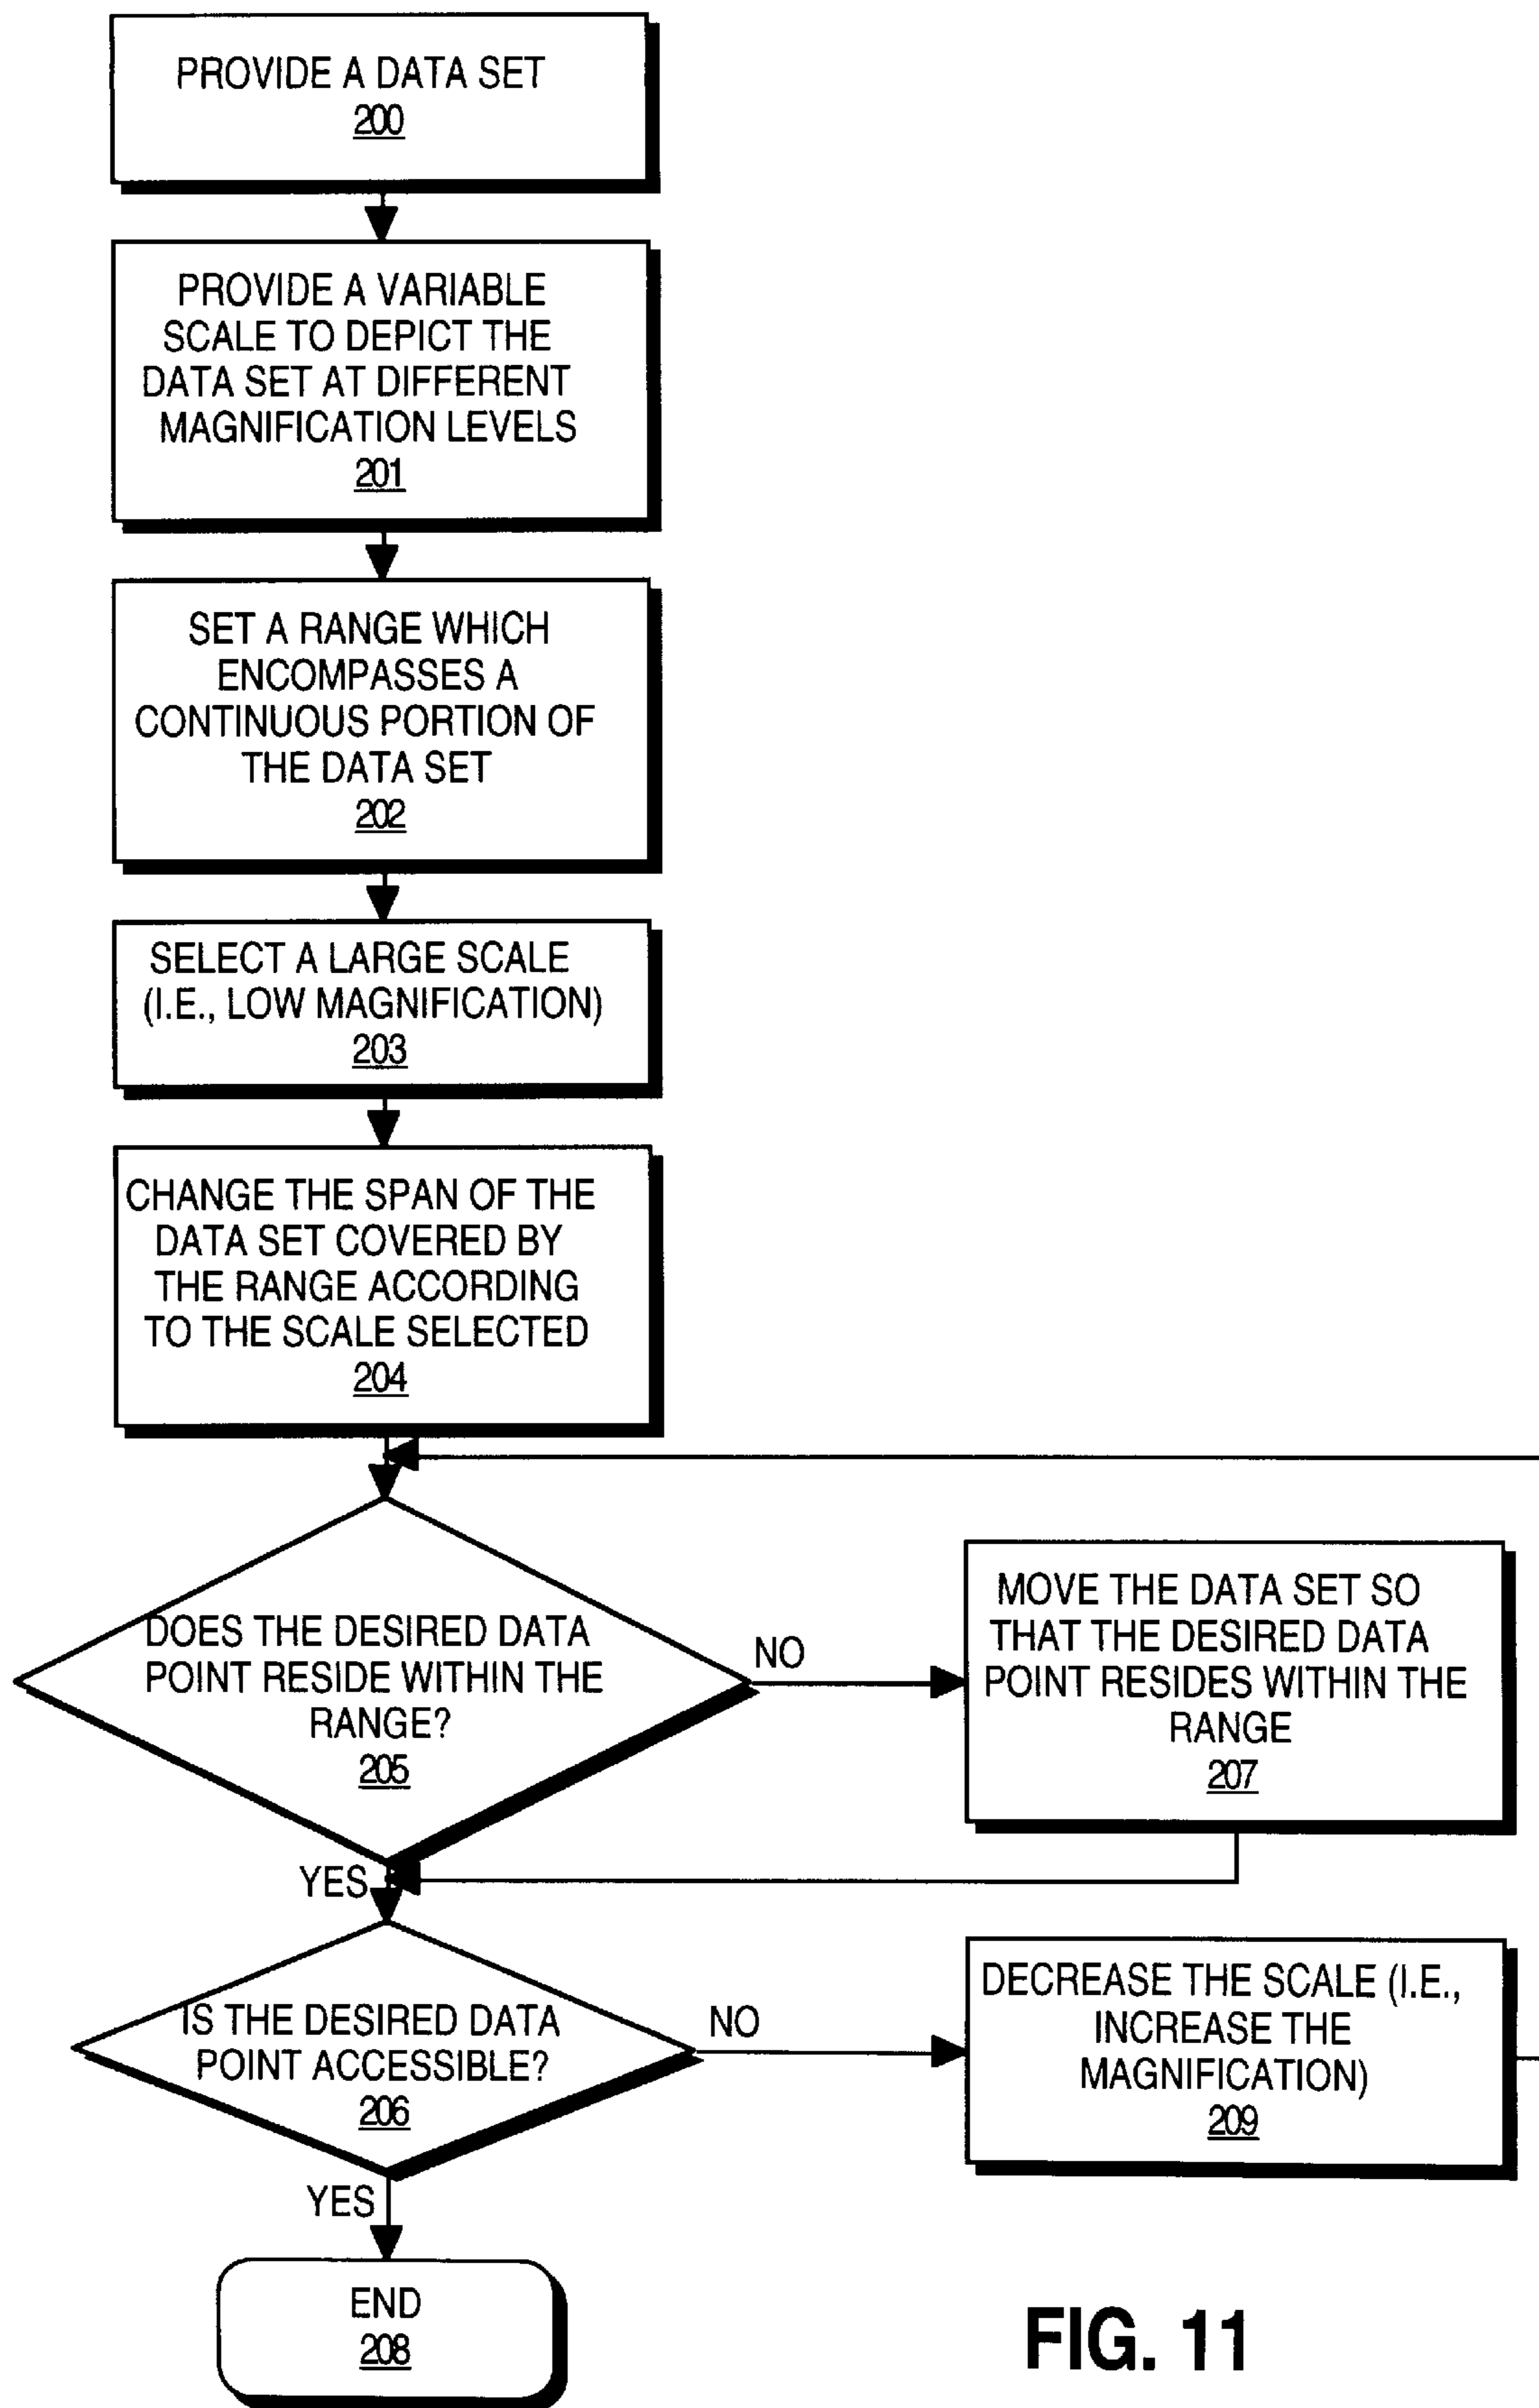 PROVIDE A DATA SET
200
PROVIDE A VARIABLE
SCALE TO DEPICT THE
DATA SET AT DIFFERENT
MAGNIFICATION LEVELS
201
SET A RANGE WHICH
ENCOMPASSES A
CONTINUOUS PORTION OF
THE DATA SET
202
SELECT A LARGE SCALE
(I.E., LOW MAGNIFICATION)
203
CHANGE THE SPAN OF THE
DATA SET COVERED BY
THE RANGE ACCORDING
TO THE SCALE SELECTED
204
DOES THE DESIRED DATA
POINT RESIDE WITHIN THE
RANGE?
205
NO
MOVE THE DATA SET SO
THAT THE DESIRED DATA
POINT RESIDES WITHIN THE
RANGE
207
YES
IS THE DESIRED DATA
POINT ACCESSIBLE?
206
NO
DECREASE THE SCALE (I.E.,
INCREASE THE
MAGNIFICATION)
209
YES
END
208
FIG. 11